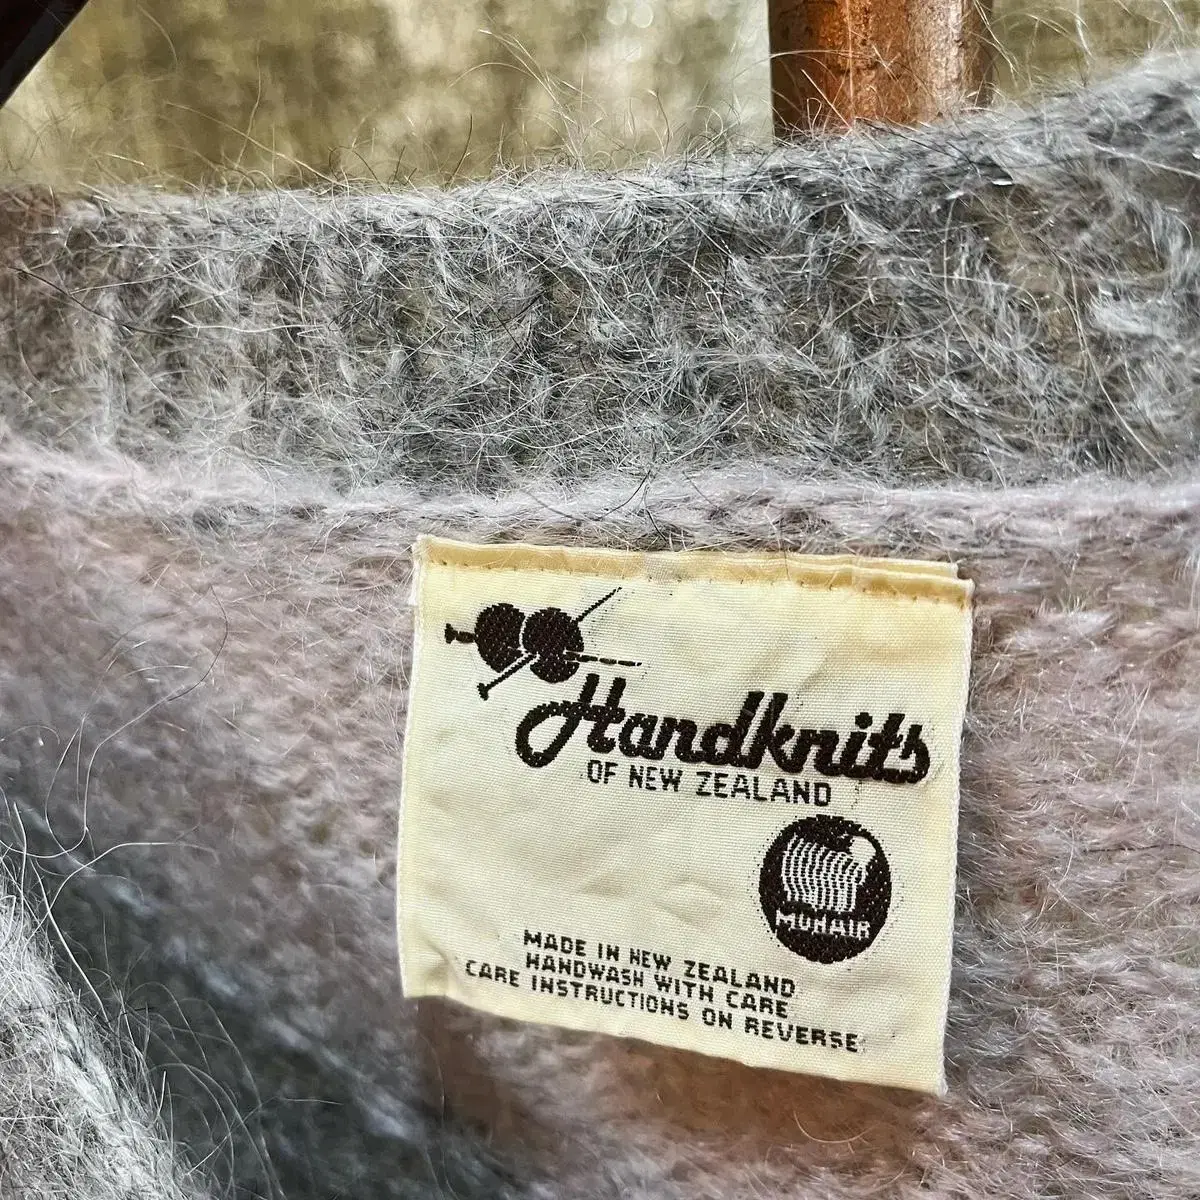 Handknits
OF NEW ZEALAND
MOHAIR
MADE IN NEW ZEALAND
HANDWASH WITH CARE
CARE INSTRUCTIONS ON REVERSE